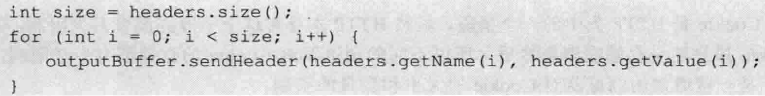 int size = headers.size();
for (int i = 0; i < size; i++) {
    outputBuffer.sendHeader(headers.getName(i), headers.getValue(i));
}